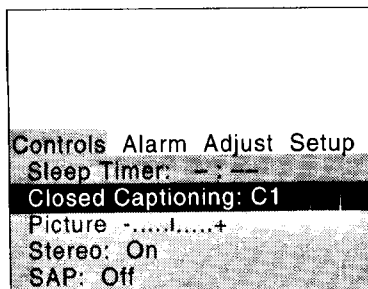 Controls Alarm Adjust Setup
Sleep Timer: - : --
Closed Captioning: C1
Picture -.....I.....+
Stereo: On
SAP: Off